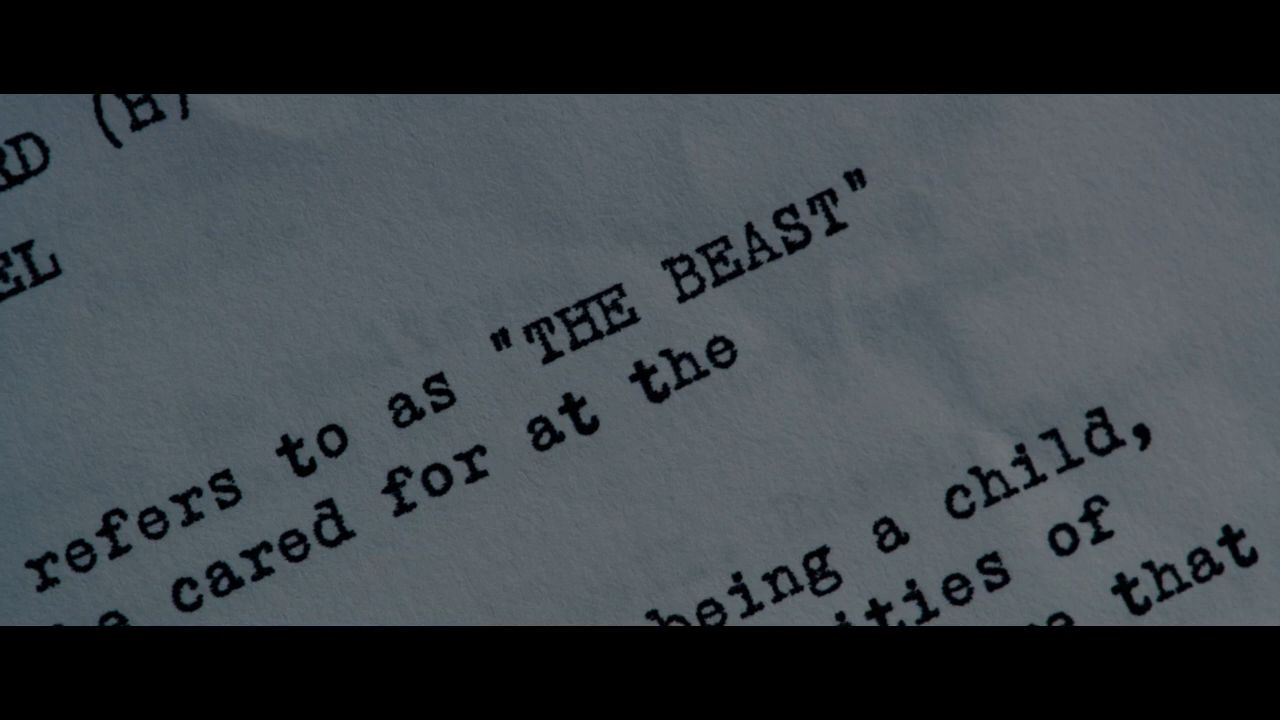 RD (H)
EL
refers to as "THE BEAST"
cared for at the
being a child,
of
that